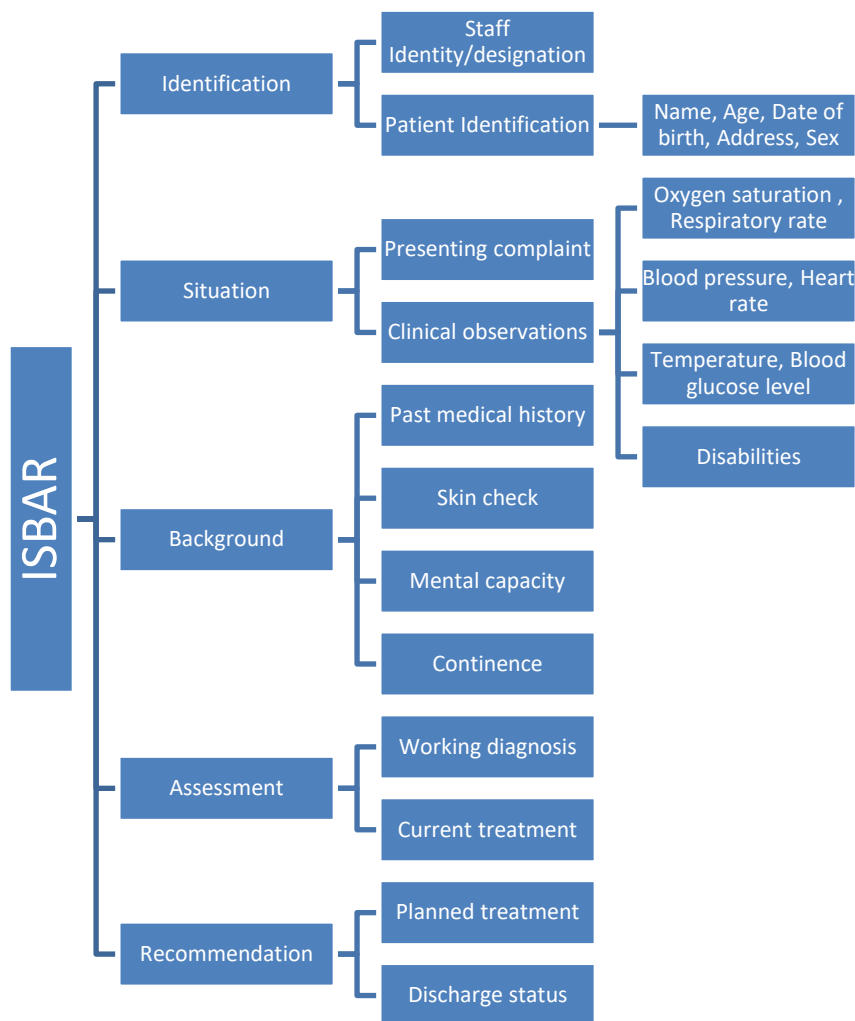 ISBAR
Identification
Staff
Identity/designation
Patient Identification
Name, Age, Date of
birth, Address, Sex
Situation
Presenting complaint
Clinical observations
Oxygen saturation ,
Respiratory rate
Blood pressure, Heart
rate
Temperature, Blood
glucose level
Disabilities
Background
Past medical history
Skin check
Mental capacity
Continence
Assessment
Working diagnosis
Current treatment
Recommendation
Planned treatment
Discharge status